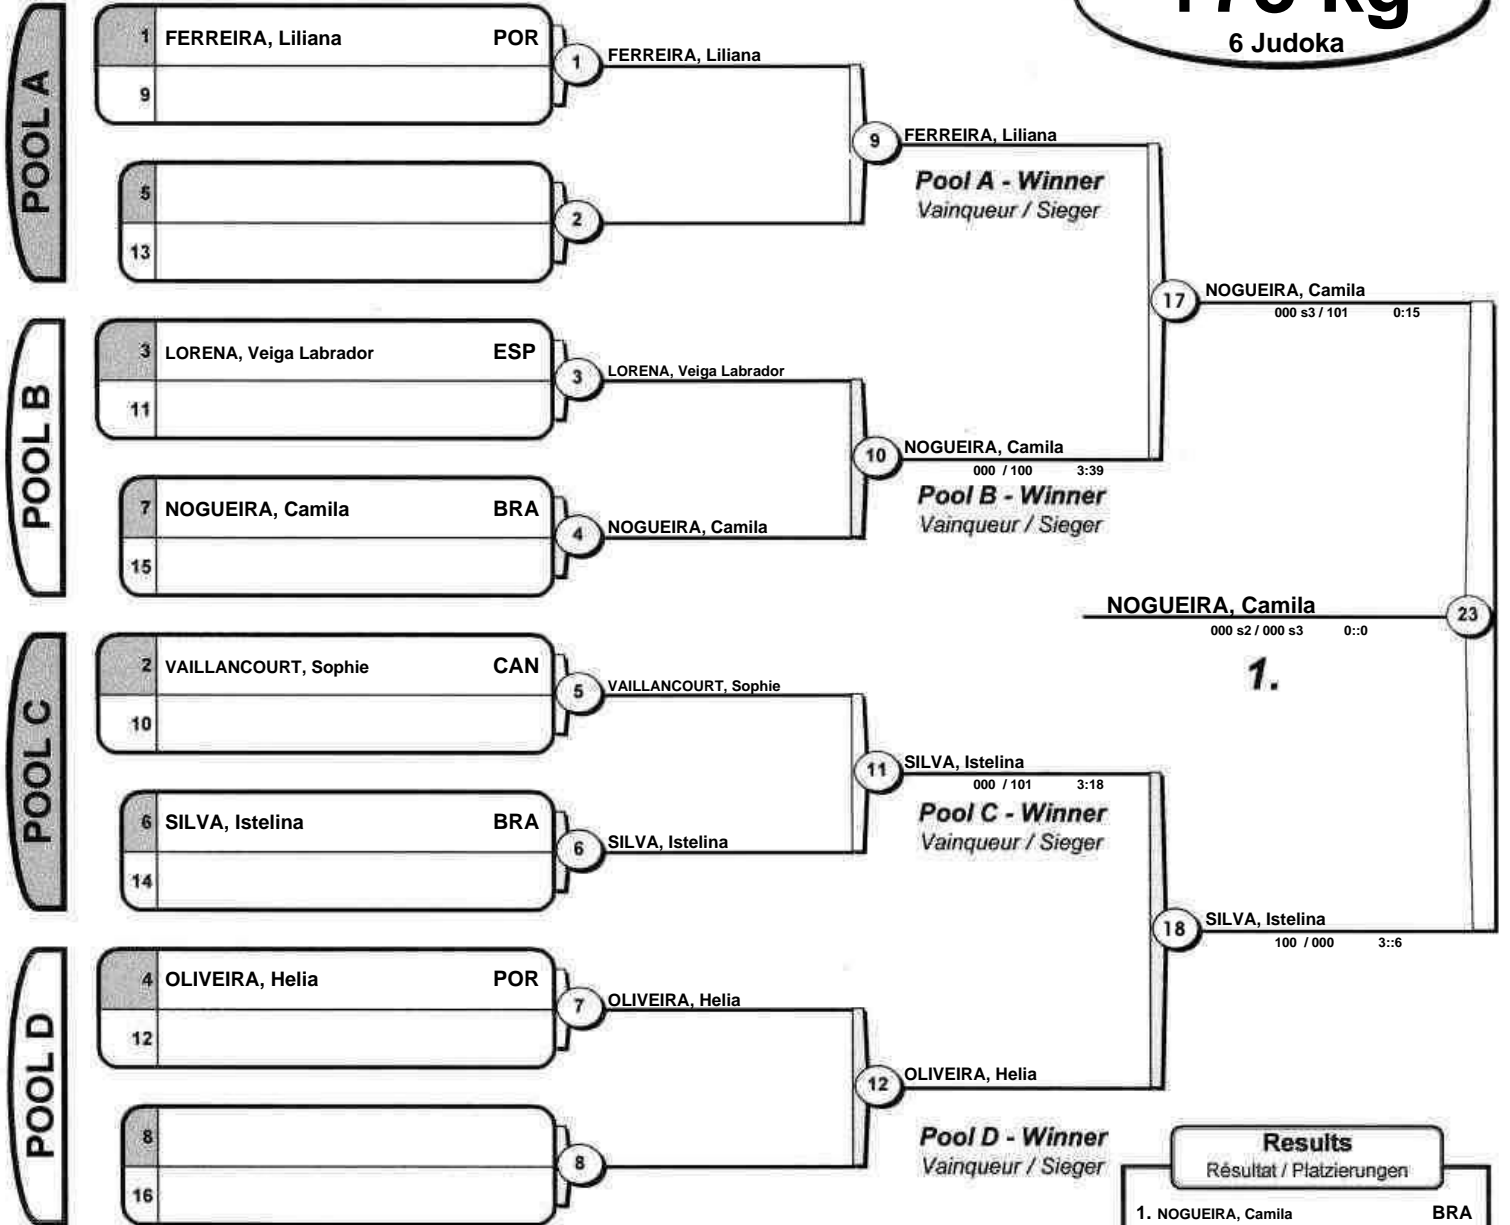 6 Judoka
POOL A
1 FERREIRA, Liliana POR
9
1 FERREIRA, Liliana
5
13
2
9 FERREIRA, Liliana
Pool A - Winner
Vainqueur / Sieger
POOL B
3 LORENA, Veiga Labrador ESP
11
3 LORENA, Veiga Labrador
7 NOGUEIRA, Camila BRA
15
4 NOGUEIRA, Camila
10 NOGUEIRA, Camila
000 / 100 3:39
Pool B - Winner
Vainqueur / Sieger
17 NOGUEIRA, Camila
000 s3 / 101 0:15
POOL C
2 VAILLANCOURT, Sophie CAN
10
5 VAILLANCOURT, Sophie
6 SILVA, Istelina BRA
14
6 SILVA, Istelina
11 SILVA, Istelina
000 / 101 3:18
Pool C - Winner
Vainqueur / Sieger
NOGUEIRA, Camila 23
000 s2 / 000 s3 0::0
1.
POOL D
4 OLIVEIRA, Helia POR
12
7 OLIVEIRA, Helia
8
16
8
12 OLIVEIRA, Helia
Pool D - Winner
Vainqueur / Sieger
18 SILVA, Istelina
100 / 000 3::6
Results
Résultat / Platzierungen
1. NOGUEIRA, Camila BRA